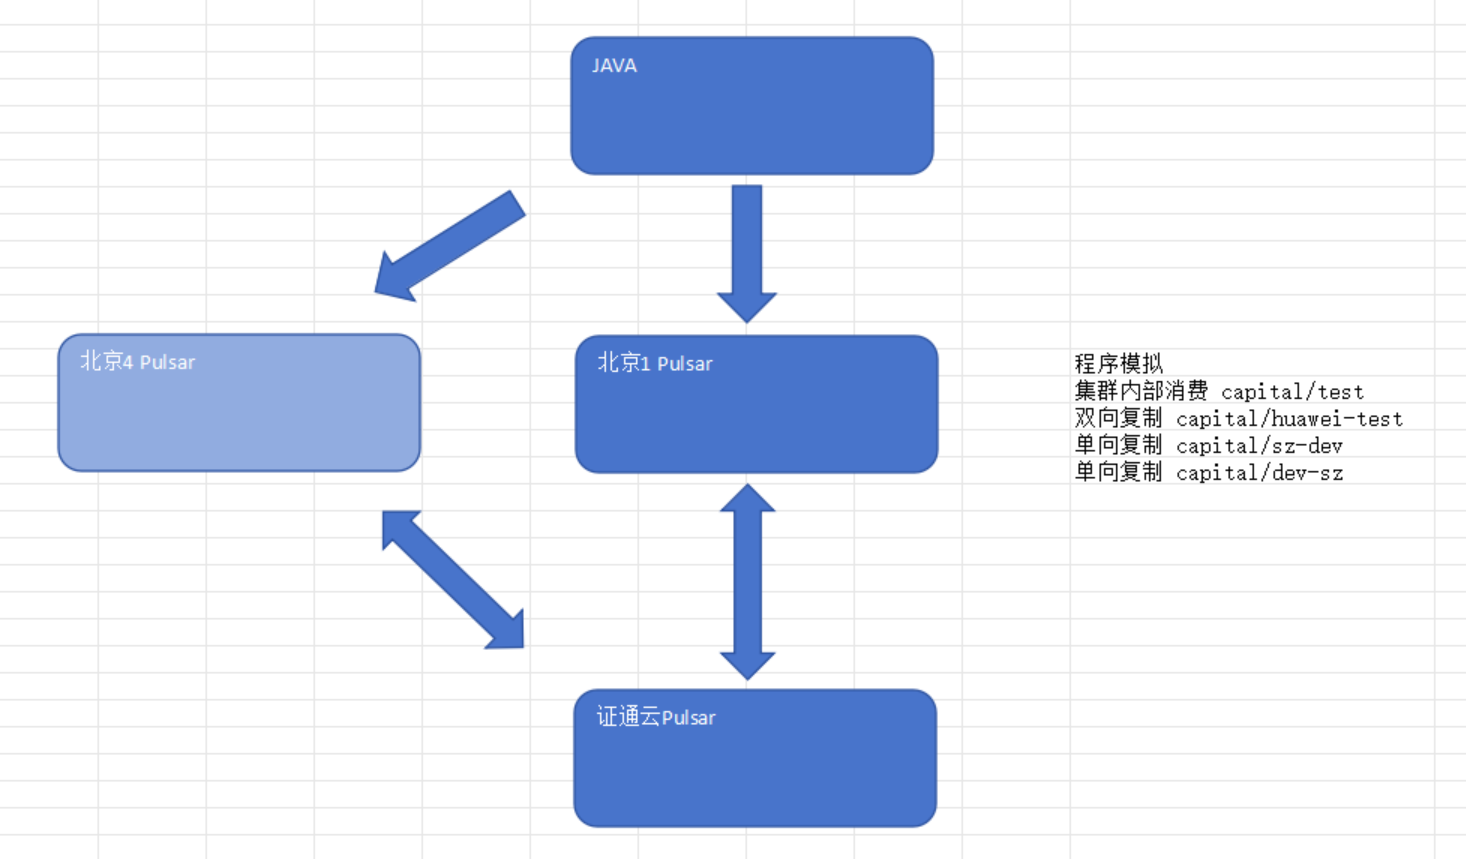 JAVA
北京4 Pulsar
北京1 Pulsar
程序模拟
集群内部消费 capital/test
双向复制 capital/huawei-test
单向复制 capital/sz-dev
单向复制 capital/dev-sz
证通云Pulsar